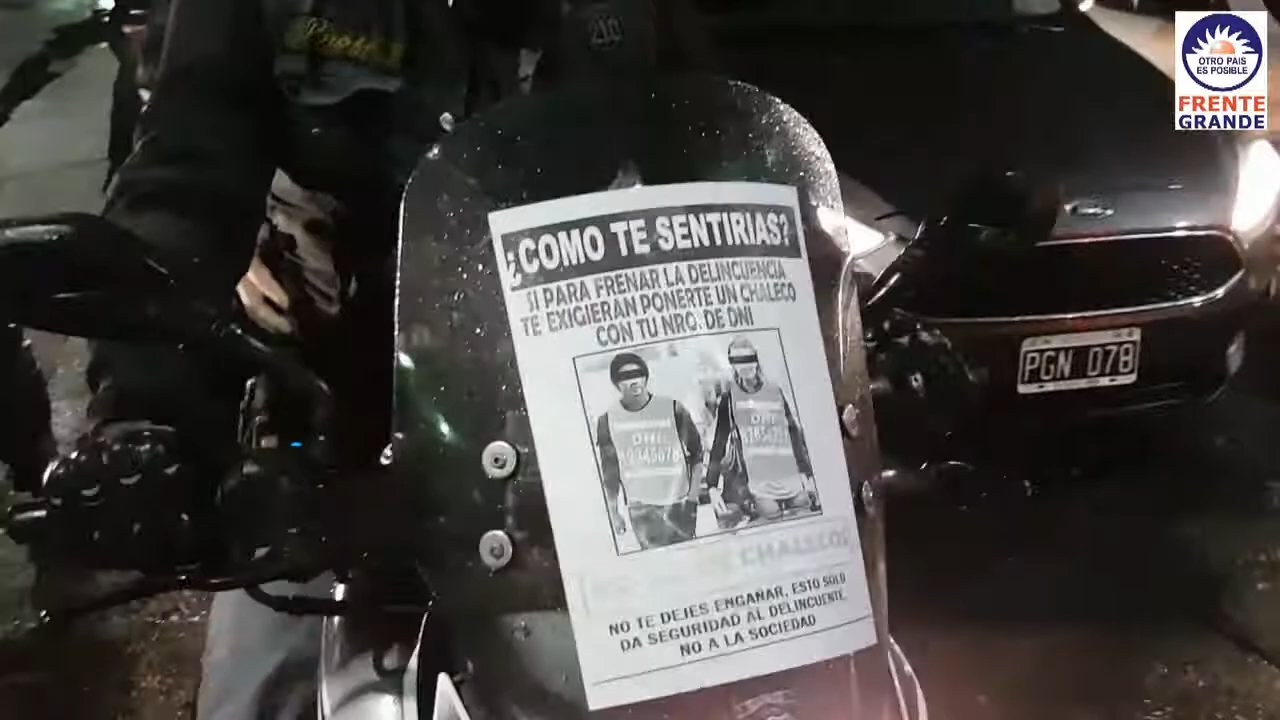 OTRO PAIS
ES POSIBLE
FRENTE
GRANDE
¿COMO TE SENTIRIAS?
SI PARA FRENAR LA DELINCUENCIA
TE EXIGIERAN PONERTE UN CHALECO
CON TU NRO. DE DNI
DNI
12345678
DNI
CHALECOS
NO TE DEJES ENGAÑAR, ESTO SOLO
DA SEGURIDAD AL DELINCUENTE,
NO A LA SOCIEDAD
PGN 078